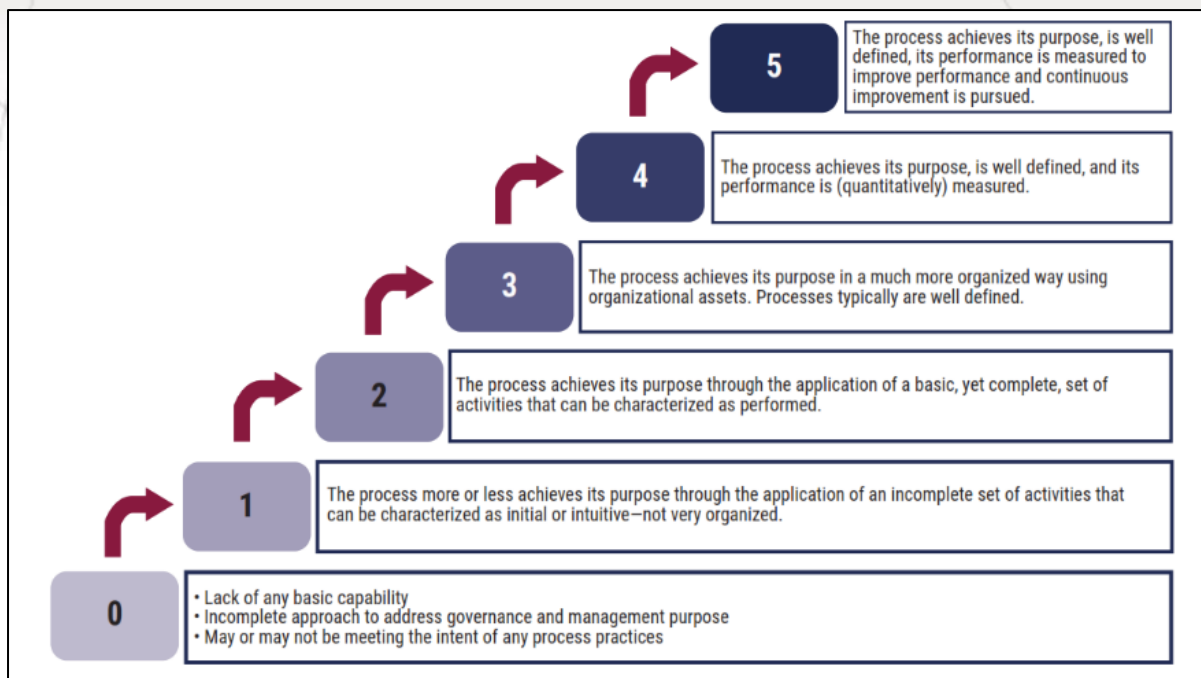 5
The process achieves its purpose, is well
defined, its performance is measured to
improve performance and continuous
improvement is pursued.
4
The process achieves its purpose, is well defined, and its
performance is (quantitatively) measured.
3
The process achieves its purpose in a much more organized way using
organizational assets. Processes typically are well defined.
2
The process achieves its purpose through the application of a basic, yet complete, set of
activities that can be characterized as performed.
1
The process more or less achieves its purpose through the application of an incomplete set of activities that
can be characterized as initial or intuitive—not very organized.
0
• Lack of any basic capability
• Incomplete approach to address governance and management purpose
• May or may not be meeting the intent of any process practices